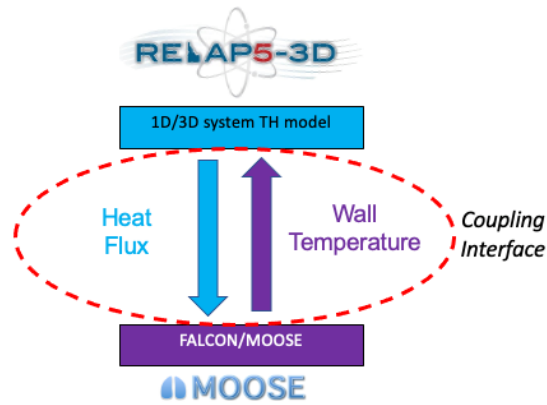 RELAP5-3D
1D/3D system TH model
Heat
Flux
Wall
Temperature
Coupling
Interface
FALCON/MOOSE
MOOSE